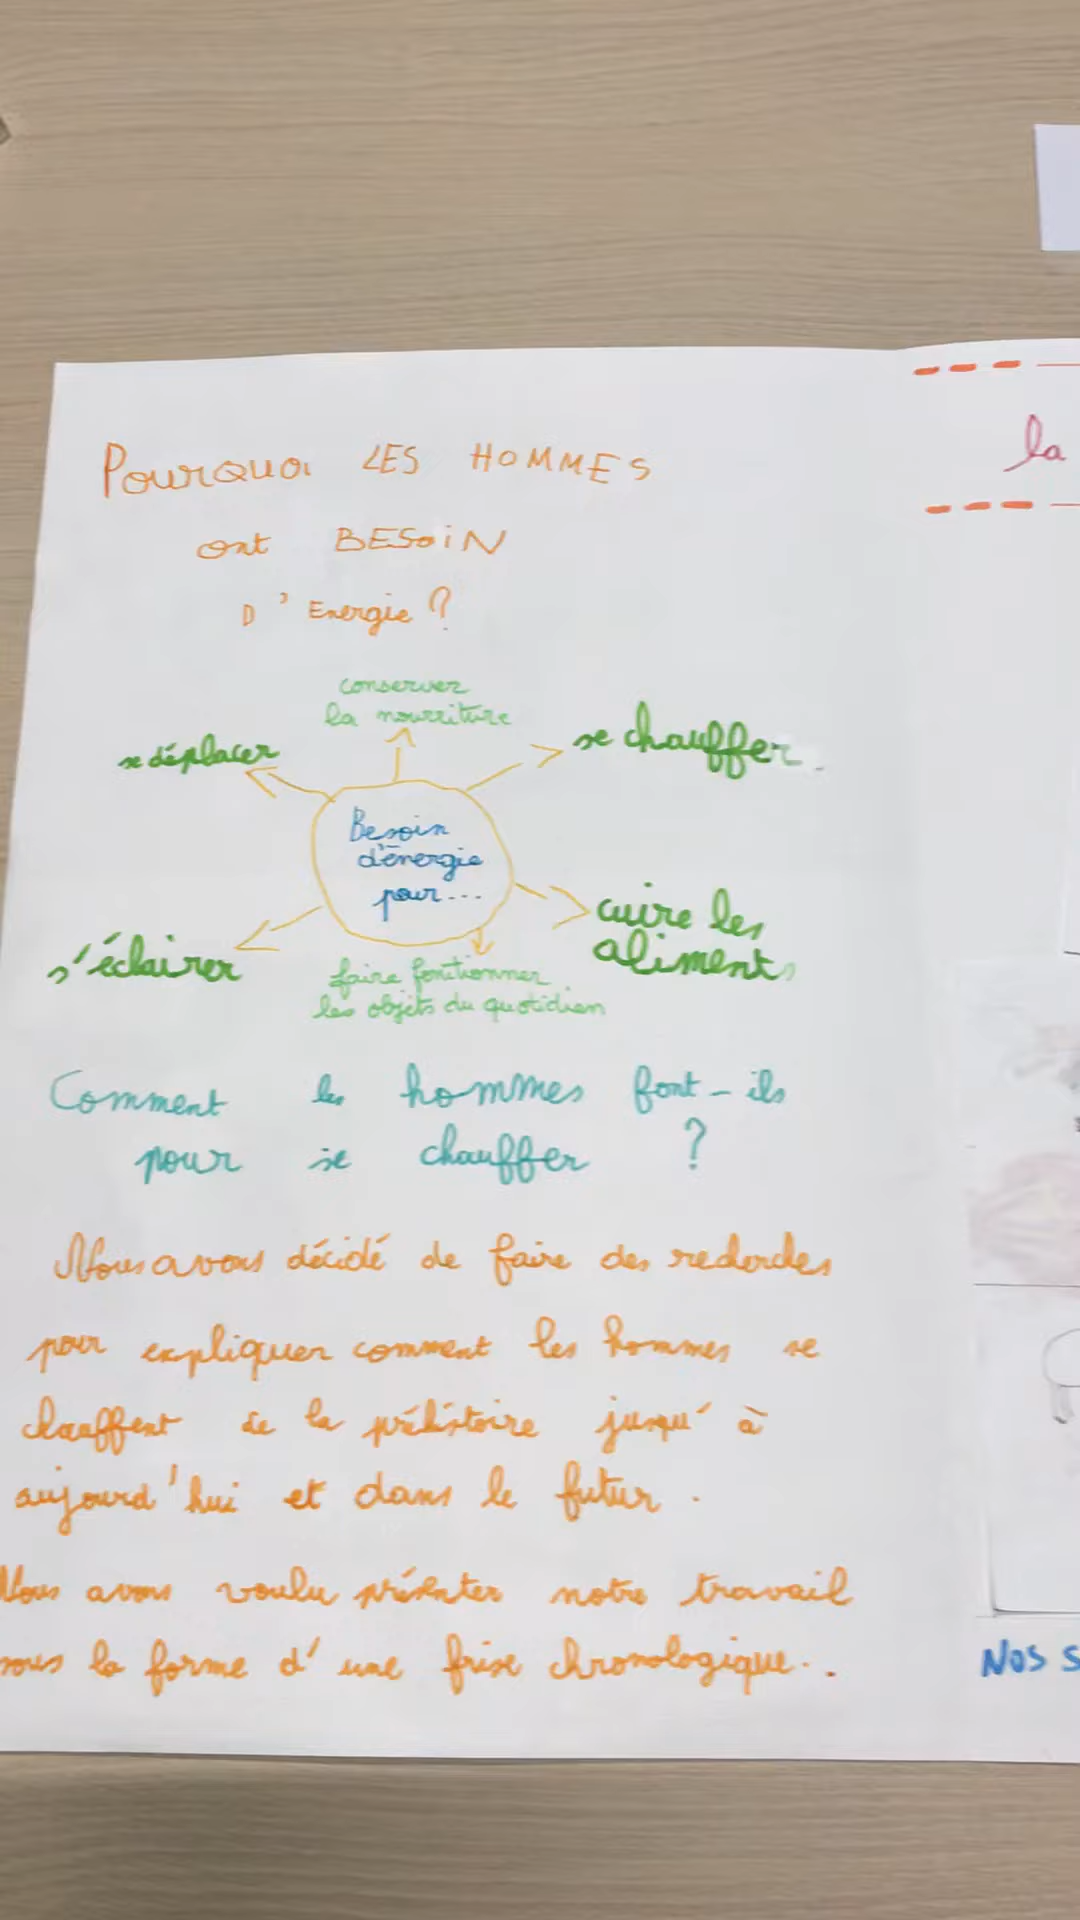 Pourquoi LES HOMMES
ont BESOIN
D'Energie ?
conserver
la nourriture
se déplacer
se chauffer
Besoin
d'énergie
pour...
s'éclairer
cuire les
aliments
faire fonctionner
les objets du quotidien
Comment les hommes font-ils
pour se chauffer ?
Nous avons décidé de faire des recherches
pour expliquer comment les hommes se
chauffent de la préhistoire jusqu'à
aujourd'hui et dans le futur.
Nous avons voulu présenter notre travail
sous la forme d'une frise chronologique..
la
Nos s